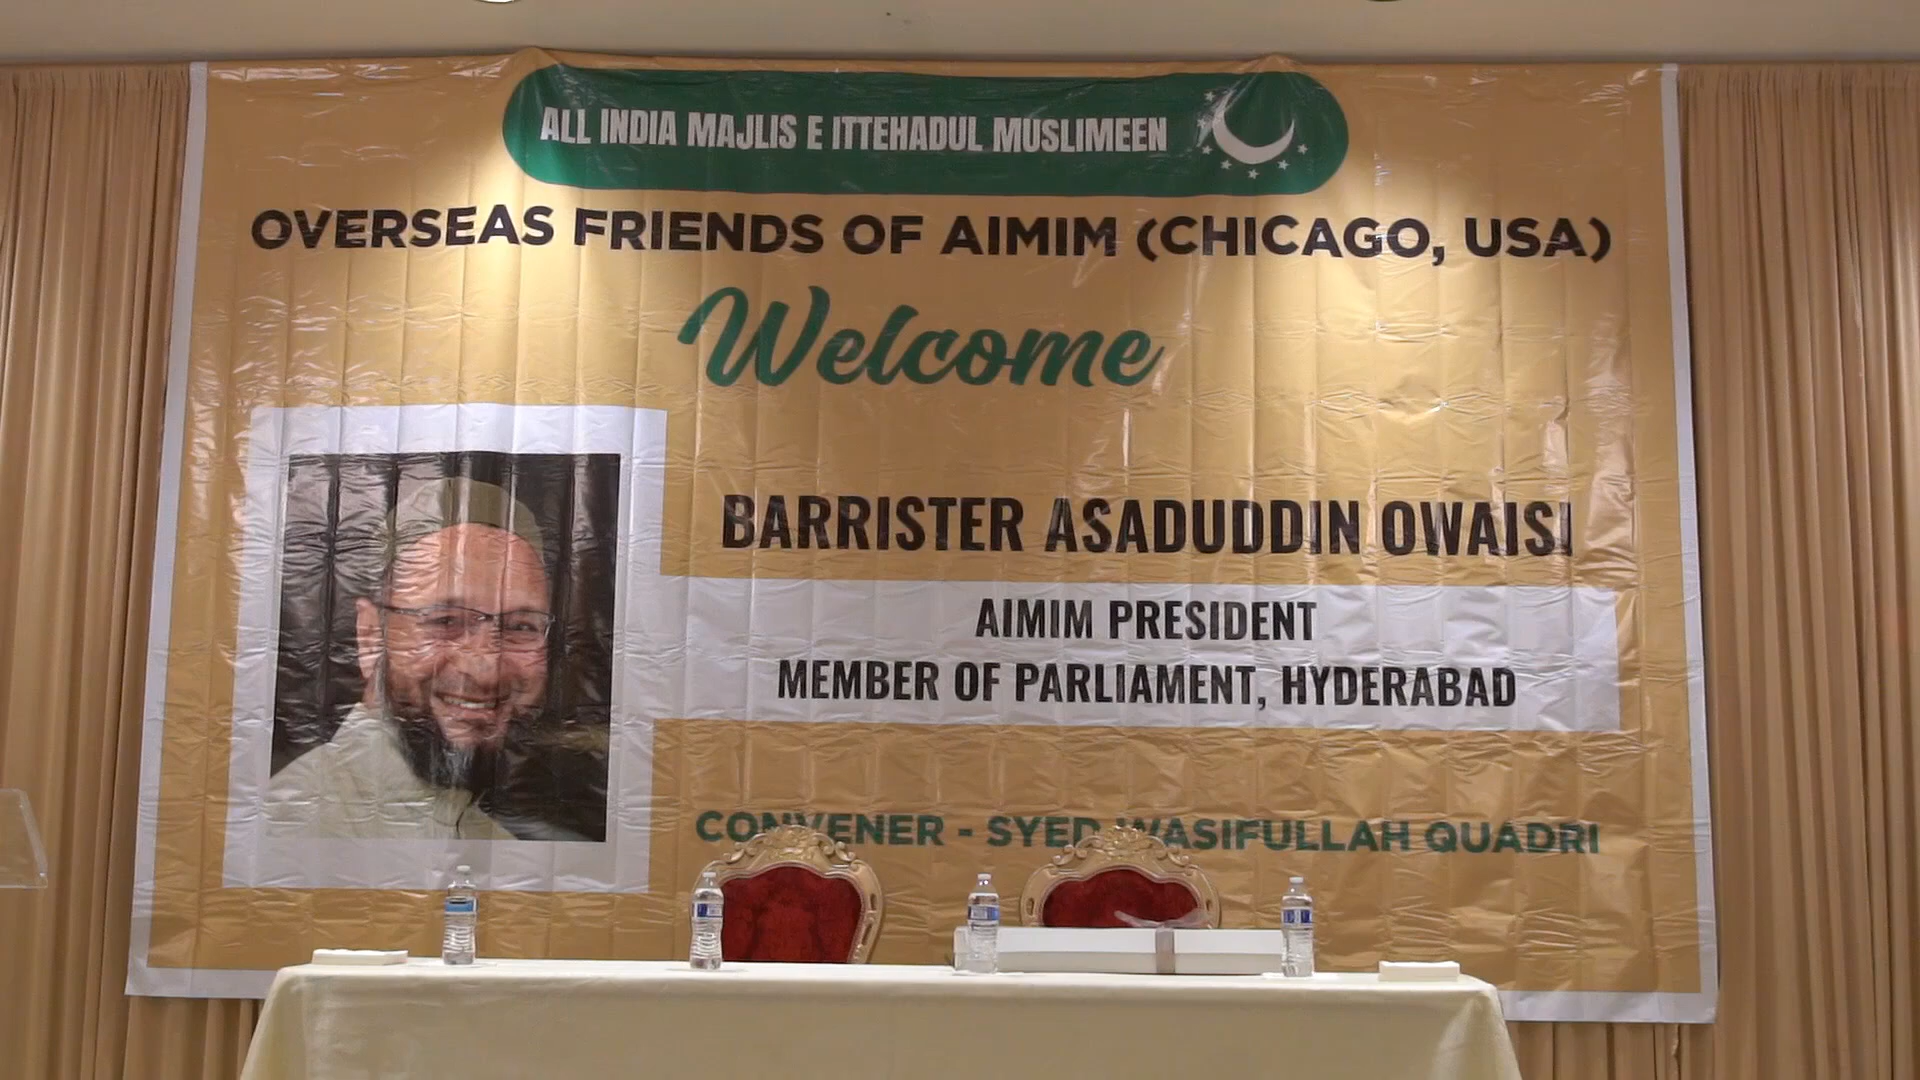 ALL INDIA MAJLIS E ITTEHADUL MUSLIMEEN
OVERSEAS FRIENDS OF AIMIM (CHICAGO, USA)
Welcome
BARRISTER ASADUDDIN OWAISI
AIMIM PRESIDENT
MEMBER OF PARLIAMENT, HYDERABAD
CONVENER - SYED WASIFULLAH QUADRI